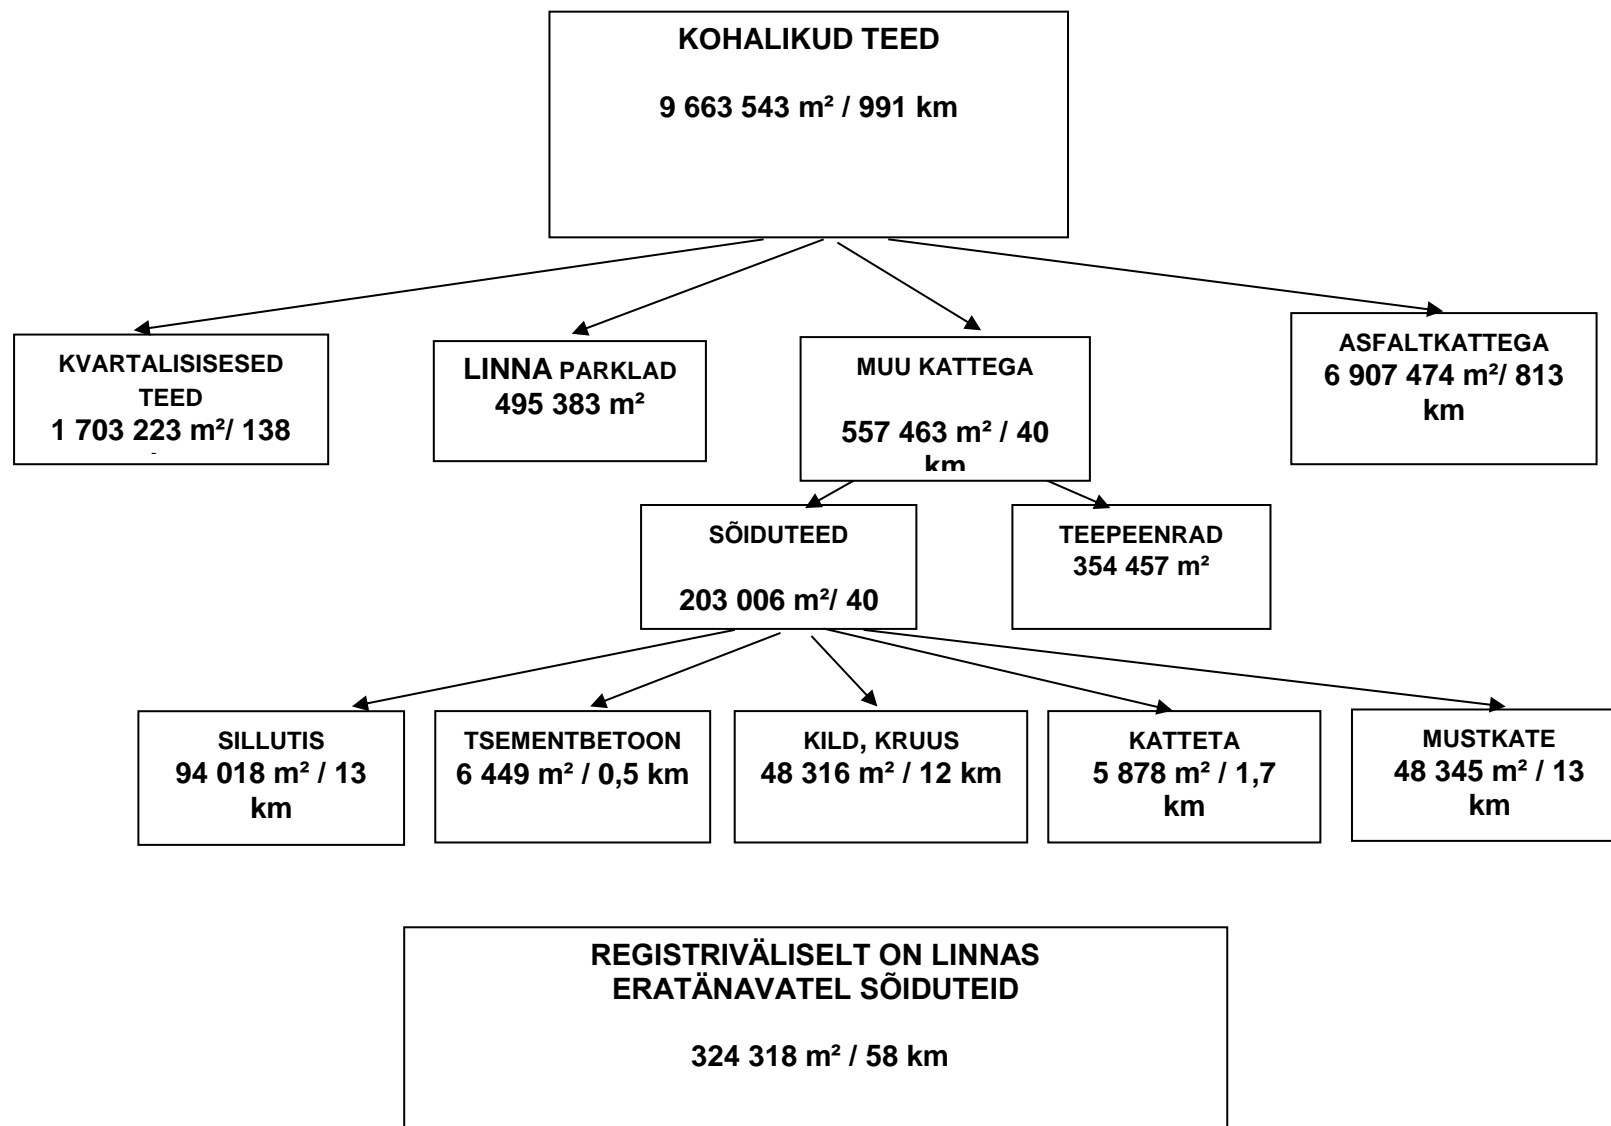 KOHALIKUD TEED
9 663 543 m² / 991 km
KVARTALISISESED
TEED
1 703 223 m²/ 138
LINNA PARKLAD
495 383 m²
MUU KATTEGA
557 463 m² / 40
km
ASFALTKATTEGA
6 907 474 m²/ 813
km
SÕIDUTEED
203 006 m²/ 40
TEEPEENRAD
354 457 m²
SILLUTIS
94 018 m² / 13
km
TSEMENTBETOON
6 449 m² / 0,5 km
KILD, KRUUS
48 316 m² / 12 km
KATTETA
5 878 m² / 1,7
km
MUSTKATE
48 345 m² / 13
km
REGISTRIVÄLISELT ON LINNAS
ERATÄNAVATEL SÕIDUTEID
324 318 m² / 58 km